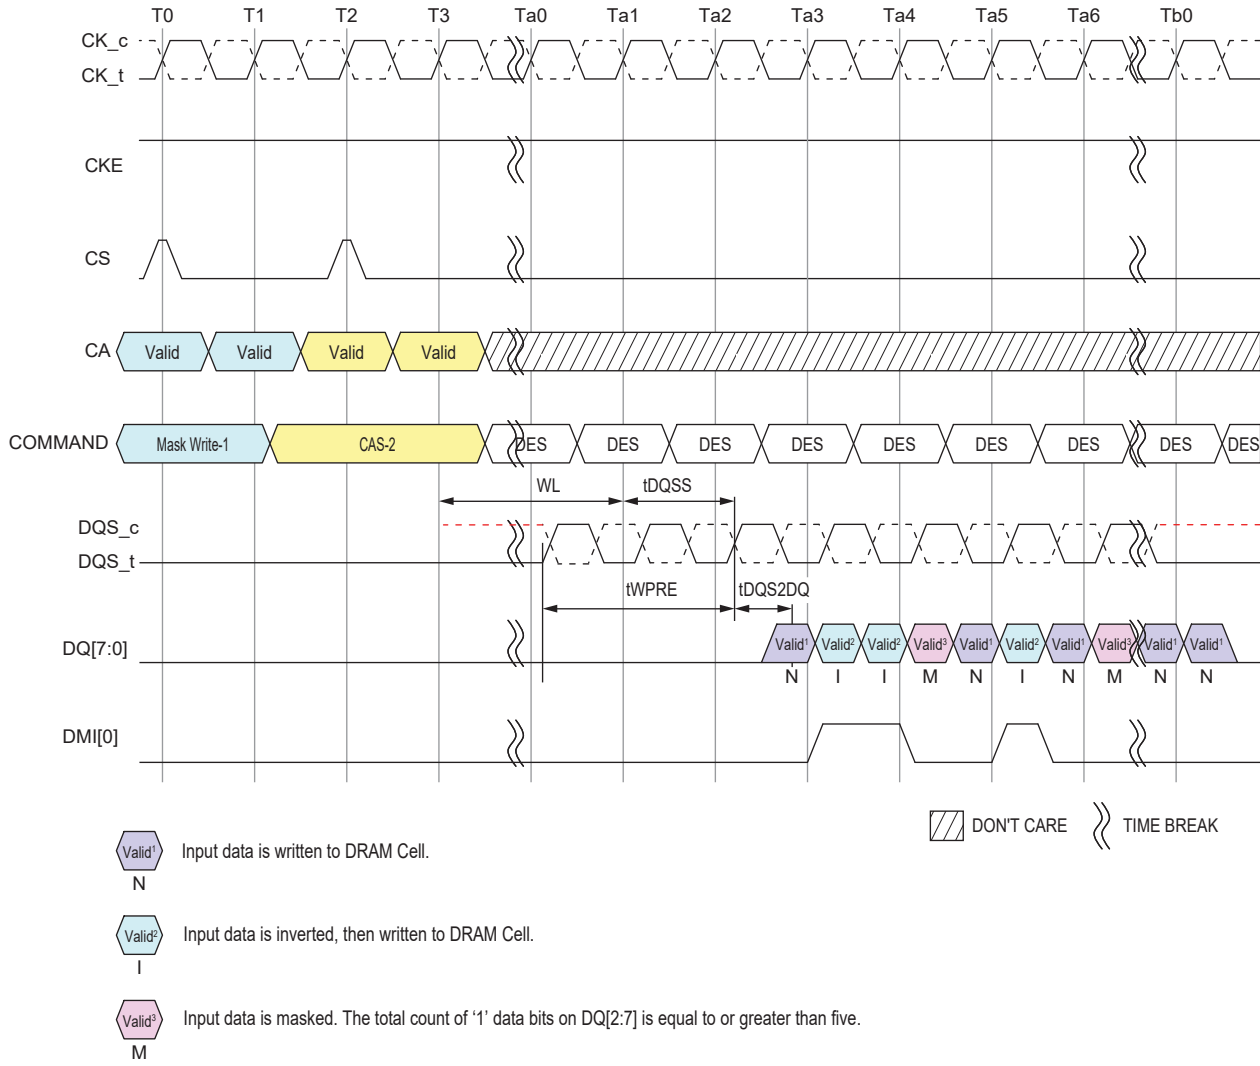 T0 T1 T2 T3 Ta0 Ta1 Ta2 Ta3 Ta4 Ta5 Ta6 Tb0
CK_c
CK_t
CKE
CS
CA Valid Valid Valid Valid
COMMAND Mask Write-1 CAS-2 DES DES DES DES DES DES DES DES DES
WL tDQSS
DQS_c
DQS_t
tWPRE tDQS2DQ
DQ[7:0] Valid¹ Valid² Valid² Valid³ Valid¹ Valid² Valid¹ Valid³ Valid¹ Valid¹
N I I M N I N M N N
DMI[0]
DON'T CARE TIME BREAK
Valid¹ Input data is written to DRAM Cell.
N
Valid² Input data is inverted, then written to DRAM Cell.
I
Valid³ Input data is masked. The total count of ‘1’ data bits on DQ[2:7] is equal to or greater than five.
M